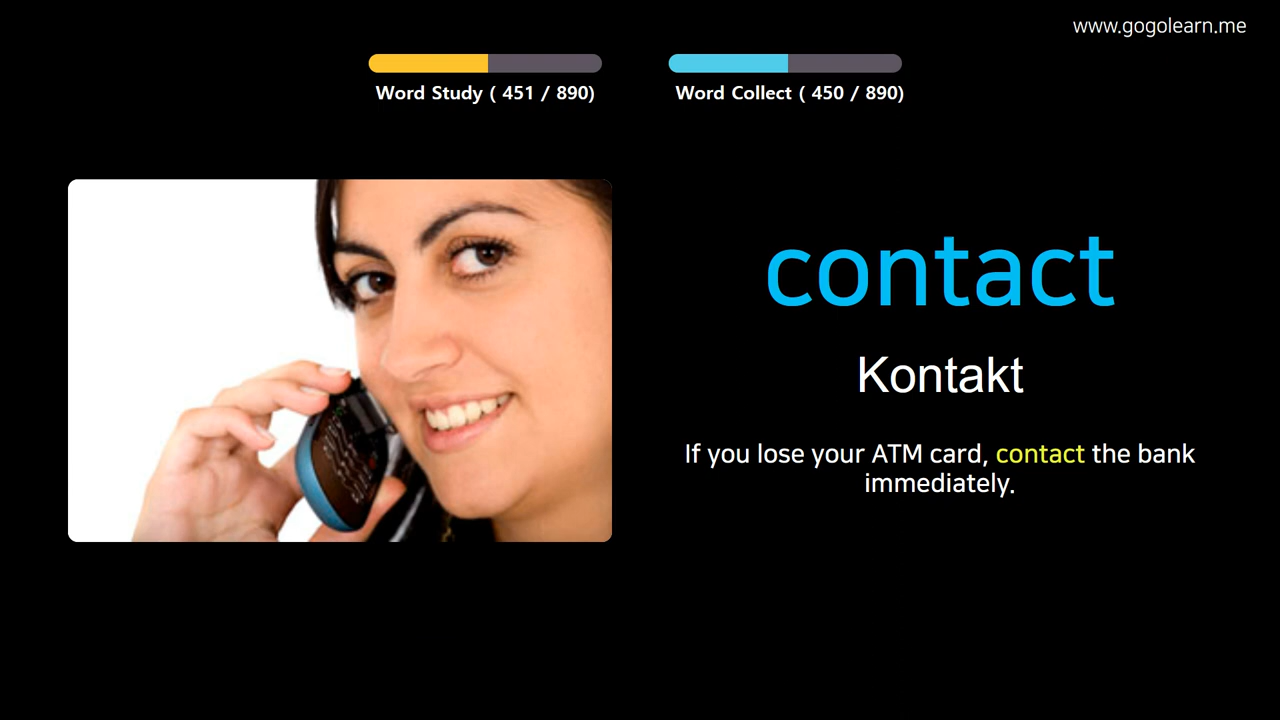 www.gogolearn.me
Word Study ( 451 / 890)
Word Collect ( 450 / 890)
contact
Kontakt
If you lose your ATM card, contact the bank
immediately.